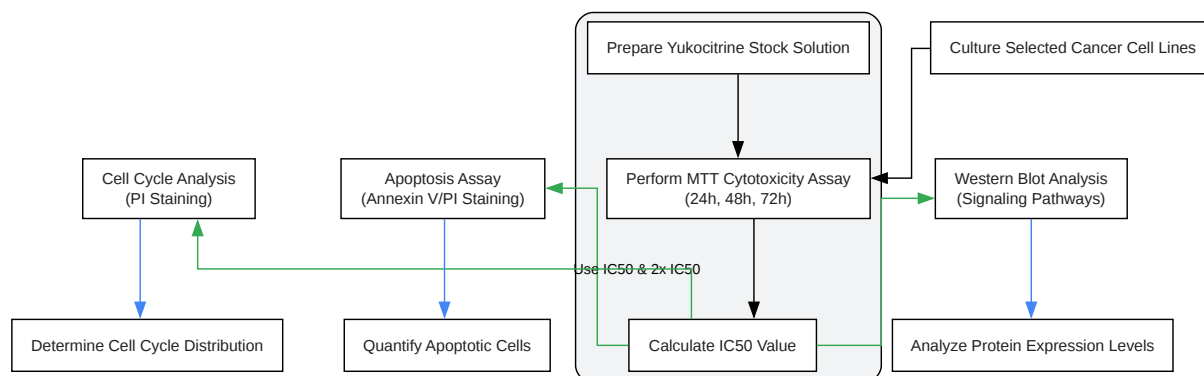 Prepare Yukocitrine Stock Solution
Culture Selected Cancer Cell Lines
Cell Cycle Analysis
(PI Staining)
Apoptosis Assay
(Annexin V/PI Staining)
Perform MTT Cytotoxicity Assay
(24h, 48h, 72h)
Western Blot Analysis
(Signaling Pathways)
Use IC50 & 2x IC50
Determine Cell Cycle Distribution
Quantify Apoptotic Cells
Calculate IC50 Value
Analyze Protein Expression Levels